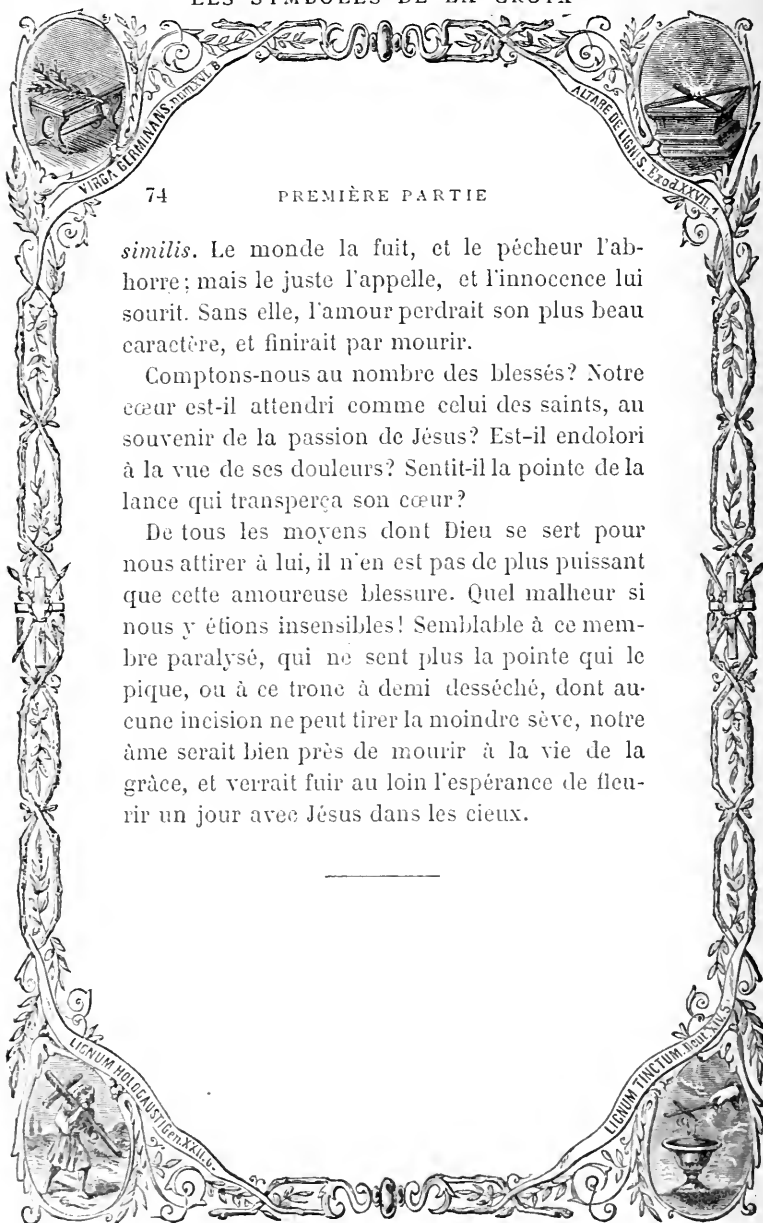 LES SYMBOLES DE LA CROIX
VIRGA GERMINANS. num XVII. 8
ALTARE DE LIGNIS. Exod. XXVII. 1
74 PREMIÈRE PARTIE
similis. Le monde la fuit, et le pécheur l'ab-
horre; mais le juste l'appelle, et l'innocence lui
sourit. Sans elle, l'amour perdrait son plus beau
caractère, et finirait par mourir.
Comptons-nous au nombre des blessés? Notre
cœur est-il attendri comme celui des saints, au
souvenir de la passion de Jésus? Est-il endolori
à la vue de ses douleurs? Sentit-il la pointe de la
lance qui transperça son cœur?
De tous les moyens dont Dieu se sert pour
nous attirer à lui, il n'en est pas de plus puissant
que cette amoureuse blessure. Quel malheur si
nous y étions insensibles! Semblable à ce mem-
bre paralysé, qui ne sent plus la pointe qui le
pique, ou à ce tronc à demi desséché, dont au-
cune incision ne peut tirer la moindre sève, notre
âme serait bien près de mourir à la vie de la
grâce, et verrait fuir au loin l'espérance de fleu-
rir un jour avec Jésus dans les cieux.
LIGNUM HOLOCAUSTI Gen. XXII. 6.
LIGNUM TINCTUM.